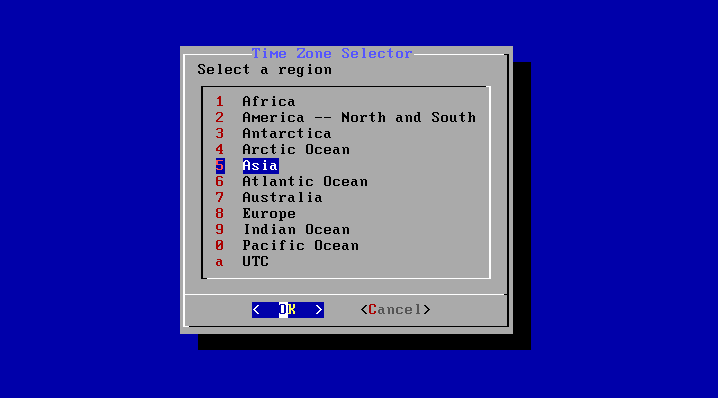 Time Zone Selector
Select a region
1 Africa
2 America -- North and South
3 Antarctica
4 Arctic Ocean
5 Asia
6 Atlantic Ocean
7 Australia
8 Europe
9 Indian Ocean
0 Pacific Ocean
a UTC
< OK > <Cancel>